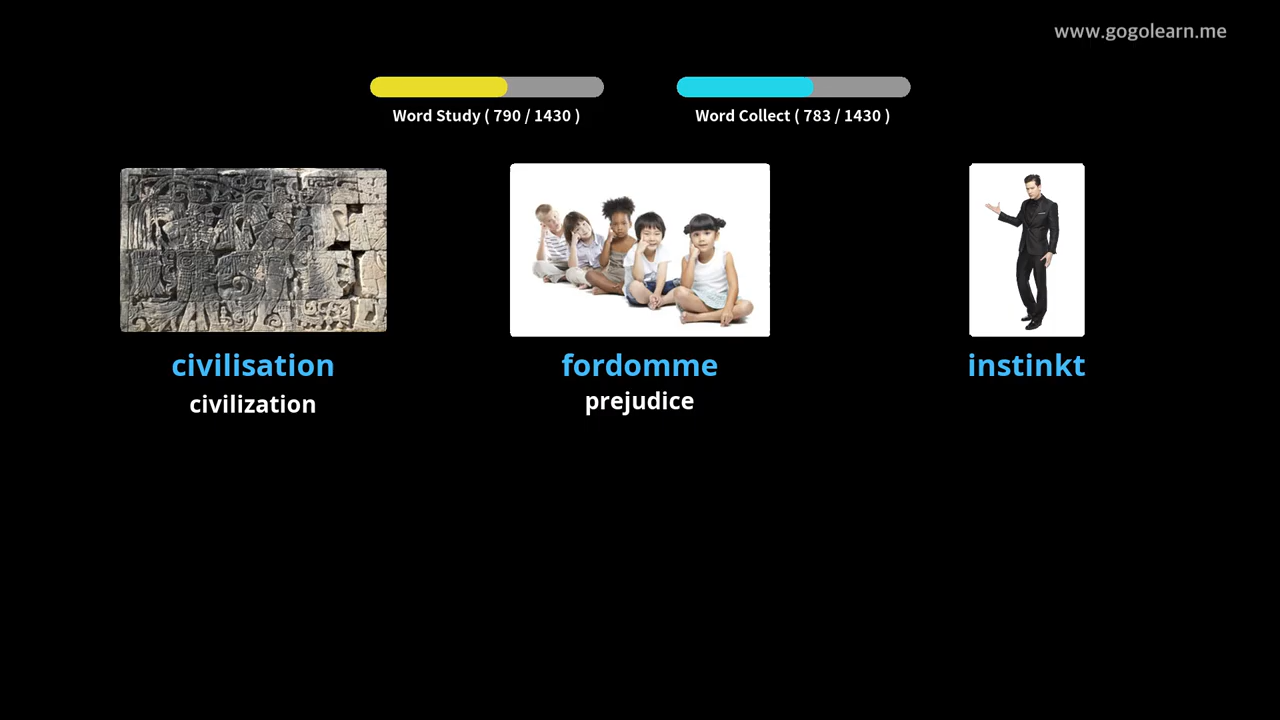 www.gogolearn.me
Word Study ( 790 / 1430 )
Word Collect ( 783 / 1430 )
civilisation
civilization
fordomme
prejudice
instinkt